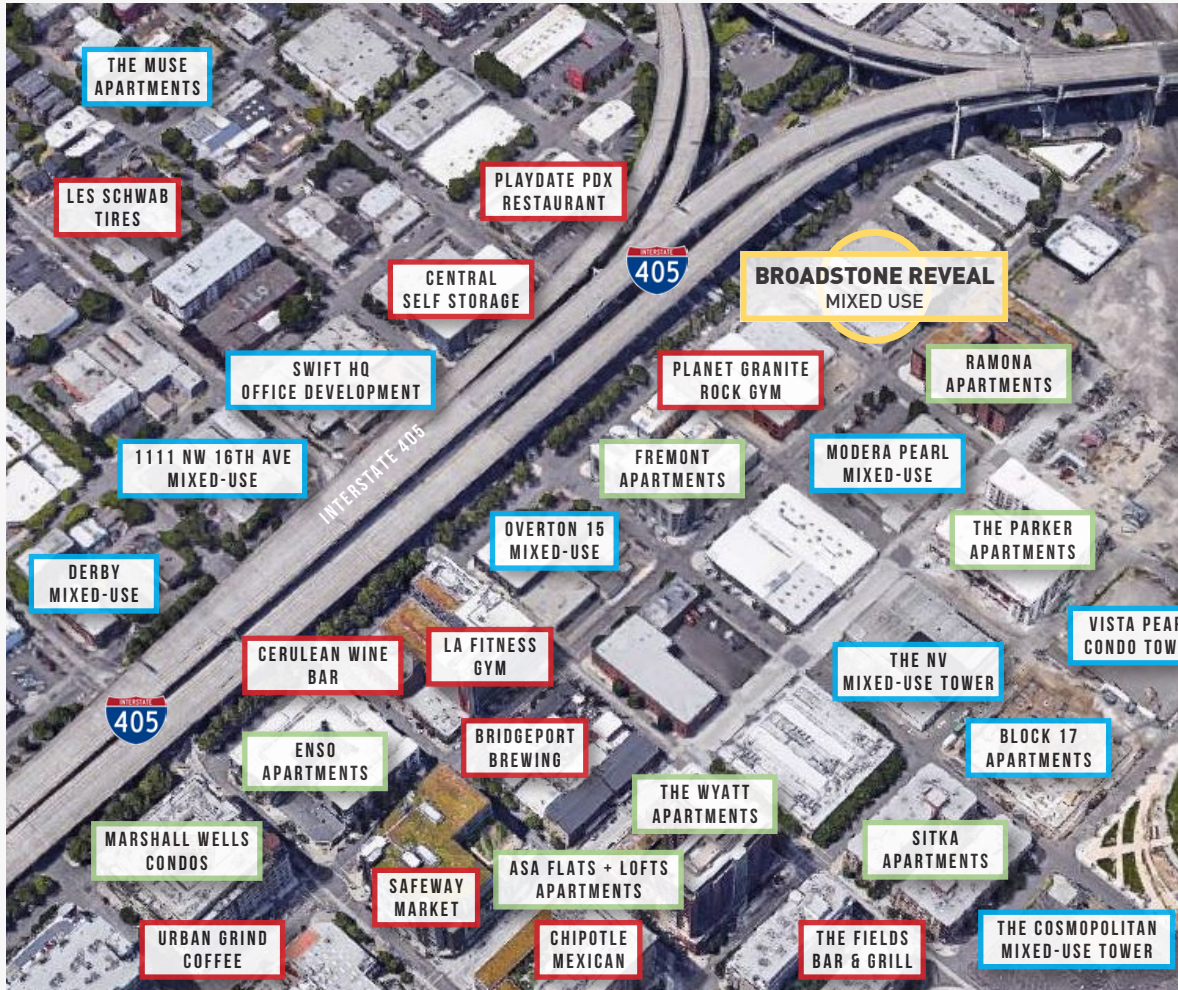 THE MUSE
APARTMENTS
LES SCHWAB
TIRES
PLAYDATE PDX
RESTAURANT
CENTRAL
SELF STORAGE
INTERSTATE
405
BROADSTONE REVEAL
MIXED USE
SWIFT HQ
OFFICE DEVELOPMENT
PLANET GRANITE
ROCK GYM
RAMONA
APARTMENTS
1111 NW 16TH AVE
MIXED-USE
INTERSTATE 405
FREMONT
APARTMENTS
MODERA PEARL
MIXED-USE
OVERTON 15
MIXED-USE
THE PARKER
APARTMENTS
DERBY
MIXED-USE
CERULEAN WINE
BAR
LA FITNESS
GYM
THE NV
MIXED-USE TOWER
VISTA PEAR
CONDO TOW
INTERSTATE
405
ENSO
APARTMENTS
BRIDGEPORT
BREWING
BLOCK 17
APARTMENTS
THE WYATT
APARTMENTS
MARSHALL WELLS
CONDOS
SAFEWAY
MARKET
ASA FLATS + LOFTS
APARTMENTS
SITKA
APARTMENTS
URBAN GRIND
COFFEE
CHIPOTLE
MEXICAN
THE FIELDS
BAR & GRILL
THE COSMOPOLITAN
MIXED-USE TOWER